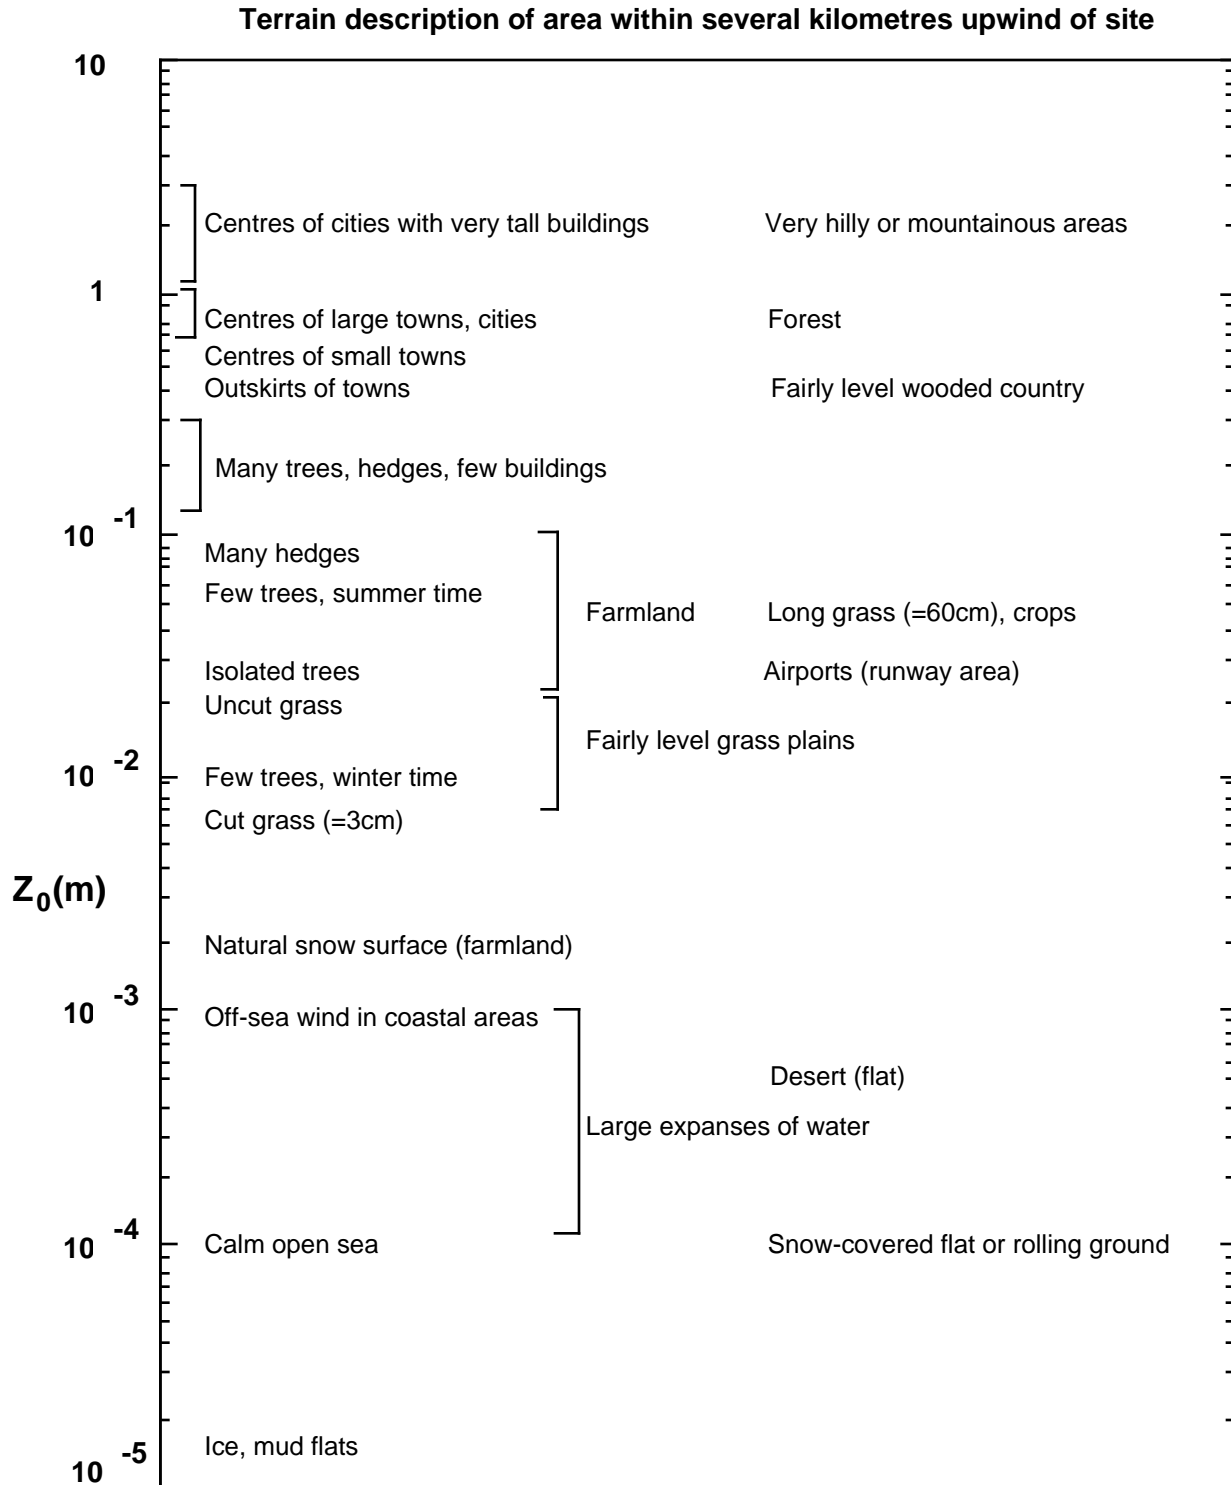 Terrain description of area within several kilometres upwind of site
10
Centres of cities with very tall buildings Very hilly or mountainous areas
1
Centres of large towns, cities Forest
Centres of small towns
Outskirts of towns Fairly level wooded country
Many trees, hedges, few buildings
10 -1
Many hedges
Few trees, summer time
Farmland Long grass (=60cm), crops
Isolated trees Airports (runway area)
Uncut grass
Fairly level grass plains
10 -2 Few trees, winter time
Cut grass (=3cm)
Z0(m)
Natural snow surface (farmland)
10 -3 Off-sea wind in coastal areas
Desert (flat)
Large expanses of water
10 -4 Calm open sea Snow-covered flat or rolling ground
Ice, mud flats
10 -5